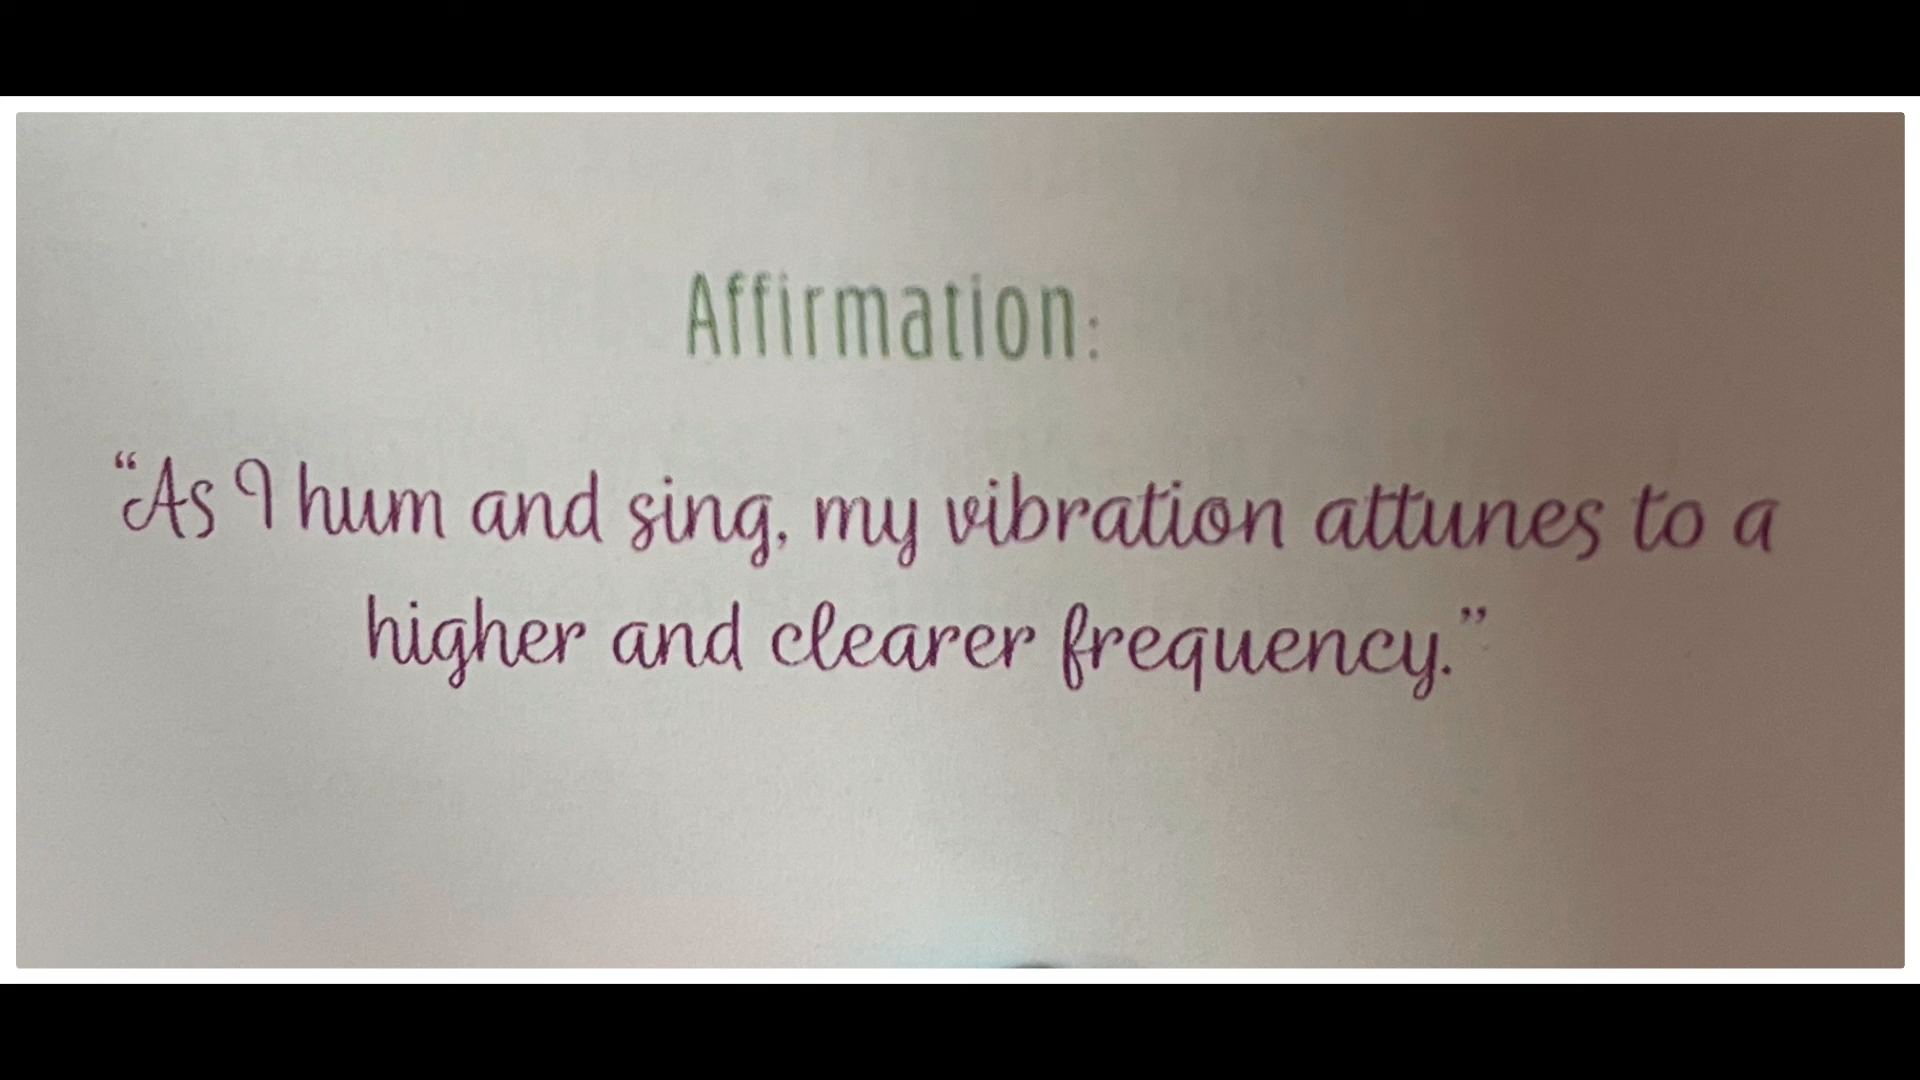 Affirmation:
“As I hum and sing, my vibration attunes to a
higher and clearer frequency.”